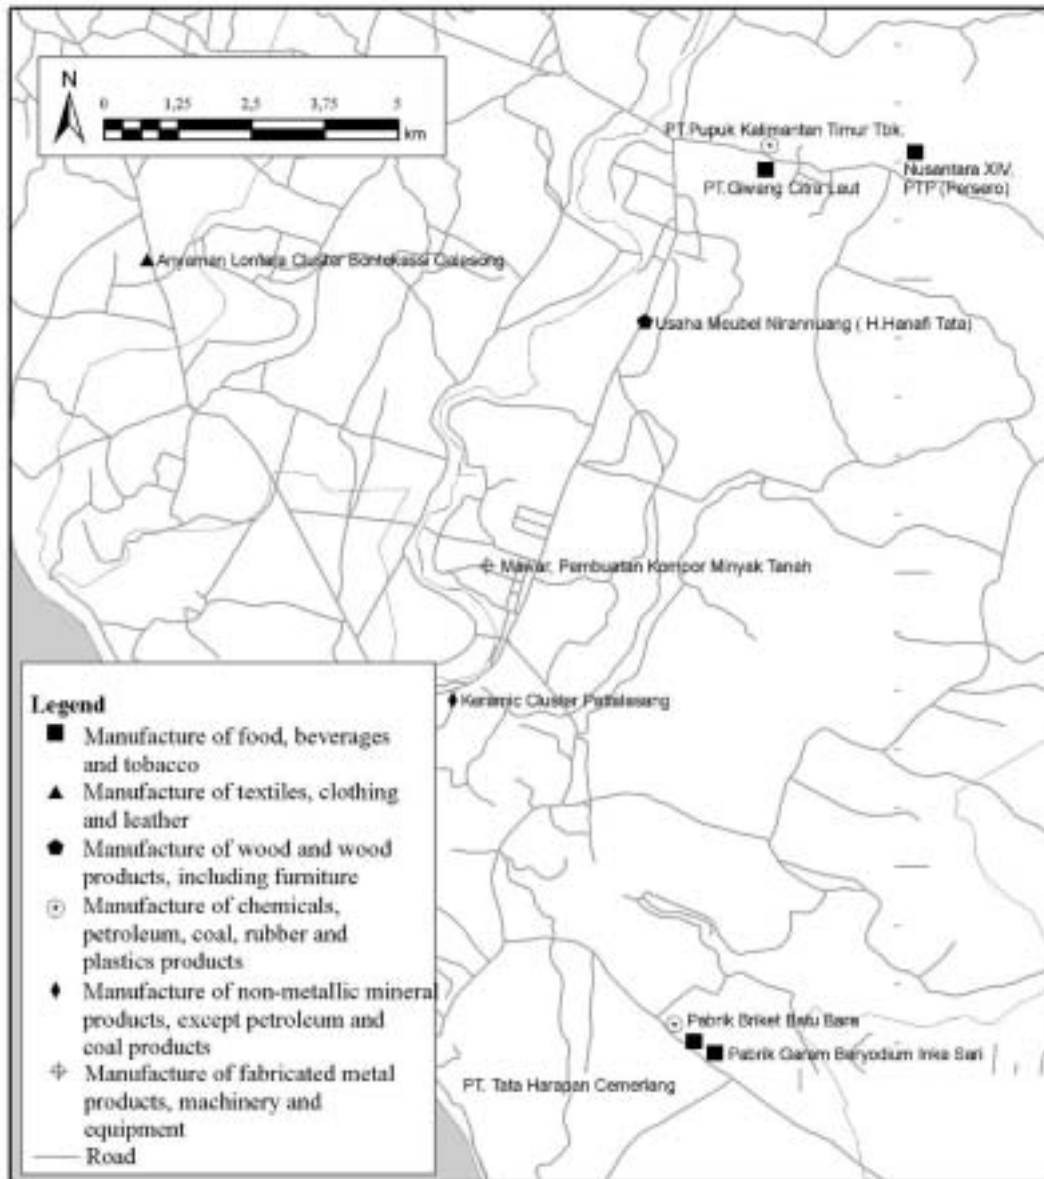 N
0 1,25 2,5 3,75 5
km
PT.Pupuk Kalimantan Timur Tbk.
PT.Giwang Citra Laut
Nusantara XIV,
PTP (Persero)
Anyaman Lontara Cluster Bontokassi Galesong
Usaha Meubel Nirannuang ( H.Hanafi Tata)
Mawar, Pembuatan Kompor Minyak Tanah
Keramic Cluster Pattalasang
Legend
Manufacture of food, beverages
and tobacco
Manufacture of textiles, clothing
and leather
Manufacture of wood and wood
products, including furniture
Manufacture of chemicals,
petroleum, coal, rubber and
plastics products
Manufacture of non-metallic mineral
products, except petroleum and
coal products
Manufacture of fabricated metal
products, machinery and
equipment
Road
Pabrik Briket Batu Bara
Pabrik Garam Beryodium Inka Sari
PT. Tata Harapan Cemerlang